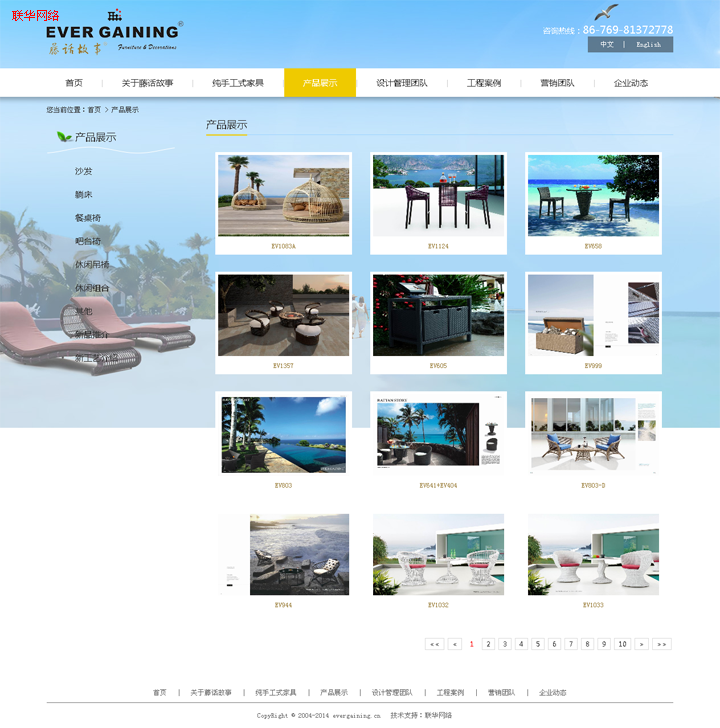 联华网络
EVER GAINING®
藤话故事 Furniture & Decorations
咨询热线：86-769-81372778
中文 | English
首页 关于藤话故事 纯手工式家具 产品展示 设计管理团队 工程案例 营销团队 企业动态
您当前位置：首页 > 产品展示
产品展示
沙发
躺床
餐桌椅
吧台椅
休闲吊椅
休闲组合
其他
新品推介
产品展示
EV1083A EV1124 EV658
EV1357 EV605 EV999
EV803 EV841+EV404 EV803-D
EV944 EV1032 EV1033
<< < 1 2 3 4 5 6 7 8 9 10 > >>
首页 | 关于藤话故事 | 纯手工式家具 | 产品展示 | 设计管理团队 | 工程案例 | 营销团队 | 企业动态
CopyRight © 2004-2014 evergaining.cn 技术支持：联华网络